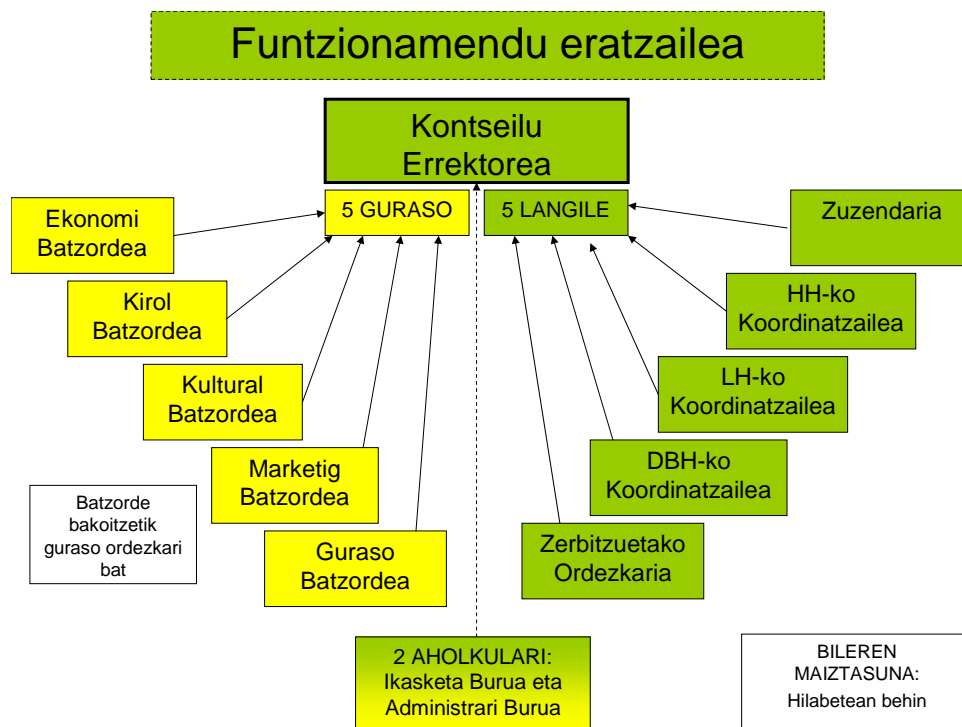 Funtzionamendu eratzailea
Kontseilu
Errektorea
5 GURASO
5 LANGILE
Ekonomi
Batzordea
Kirol
Batzordea
Kultural
Batzordea
Marketig
Batzordea
Guraso
Batzordea
Zuzendaria
HH-ko
Koordinatzailea
LH-ko
Koordinatzailea
DBH-ko
Koordinatzailea
Zerbitzuetako
Ordezkaria
Batzorde
bakoitzetik
guraso ordezkari
bat
2 AHOLKULARI:
Ikasketa Burua eta
Administrari Burua
BILEREN
MAIZTASUNA:
Hilabetean behin